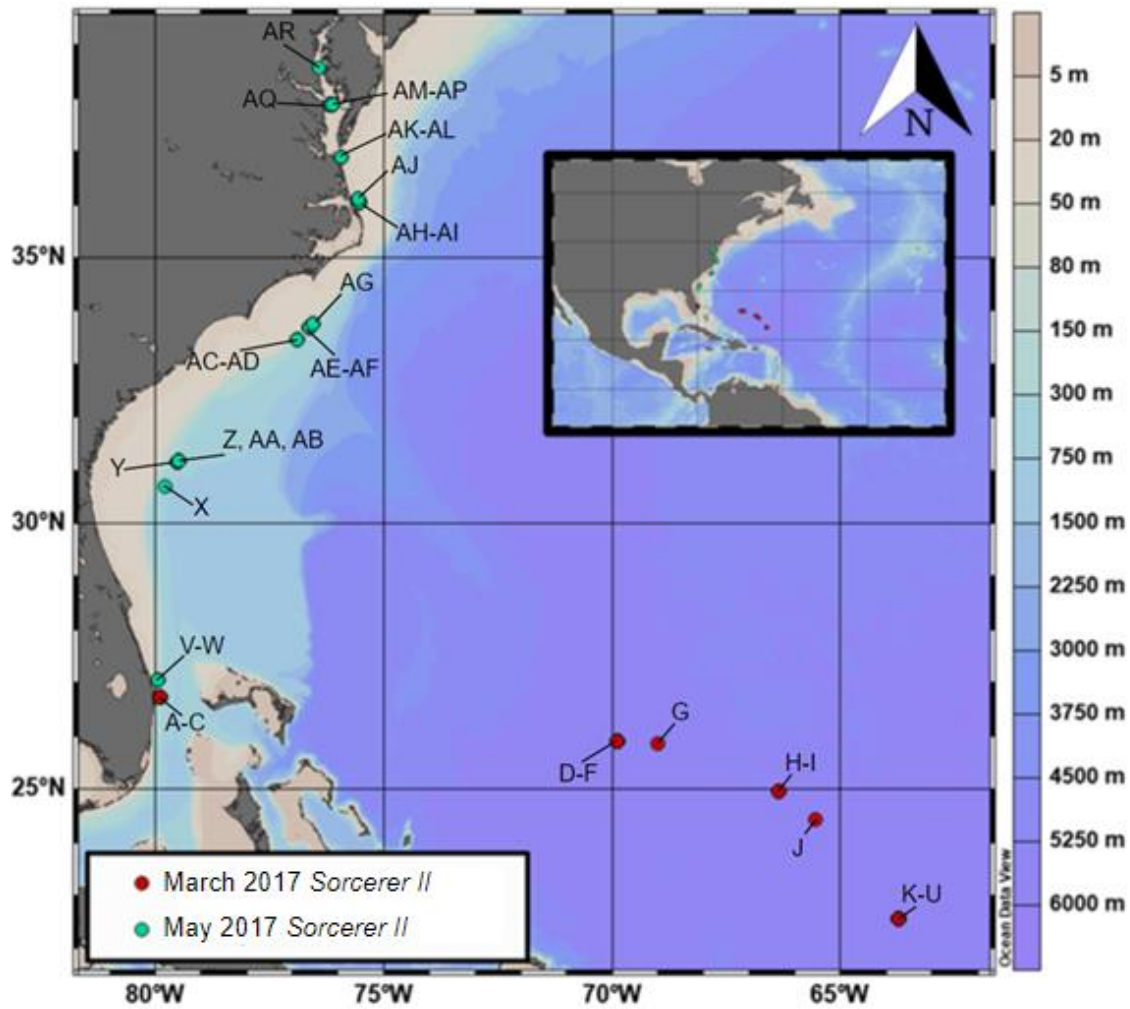 AR
AQ
AM-AP
AK-AL
AJ
AH-AI
AG
AC-AD
AE-AF
Z, AA, AB
Y
X
V-W
A-C
D-F
G
H-I
J
K-U
N
35°N
30°N
25°N
80°W
75°W
70°W
65°W
March 2017 Sorcerer II
May 2017 Sorcerer II
Ocean Data View
5 m
20 m
50 m
80 m
150 m
300 m
750 m
1500 m
2250 m
3000 m
3750 m
4500 m
5250 m
6000 m